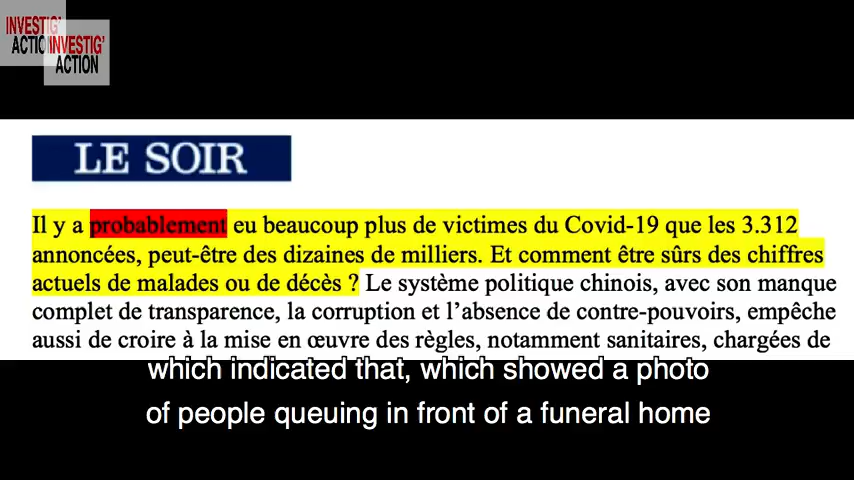 INVESTIG'
ACTION
INVESTIG'
ACTION
LE SOIR
Il y a probablement eu beaucoup plus de victimes du Covid-19 que les 3.312
annoncées, peut-être des dizaines de milliers. Et comment être sûrs des chiffres
actuels de malades ou de décès ? Le système politique chinois, avec son manque
complet de transparence, la corruption et l’absence de contre-pouvoirs, empêche
aussi de croire à la mise en œuvre des règles, notamment sanitaires, chargées de
which indicated that, which showed a photo
of people queuing in front of a funeral home